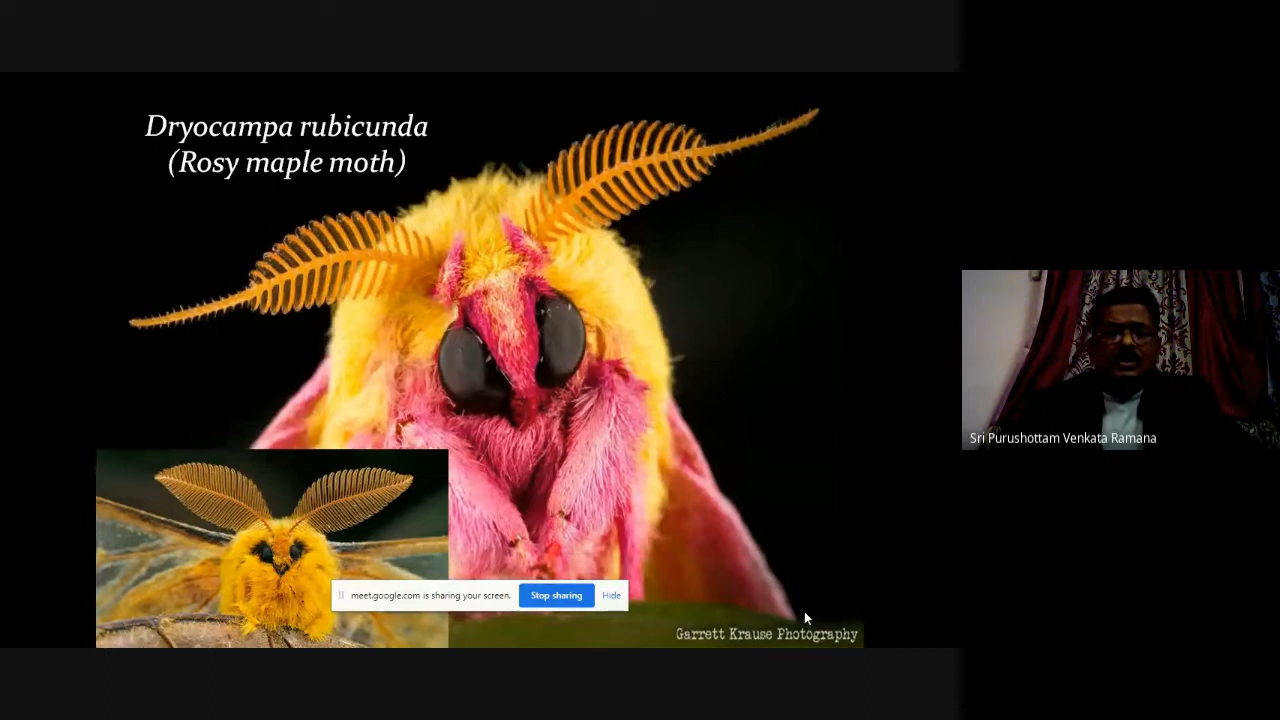 Dryocampa rubicunda
(Rosy maple moth)
Sri Purushottam Venkata Ramana
meet.google.com is sharing your screen.
Stop sharing
Hide
Garrett Krause Photography